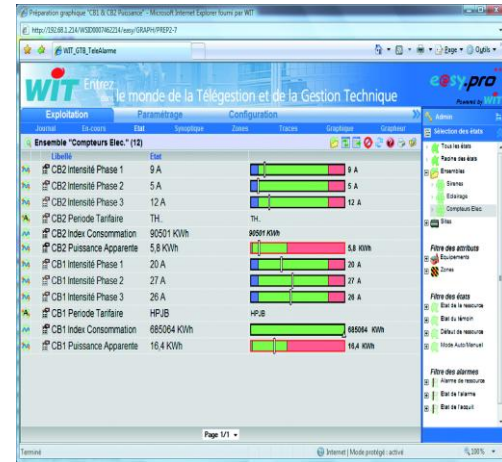 Préparation graphique "CB1 & CB2 Puissance" - Microsoft Internet Explorer fourni par WIT
WIT_GTB_TeleAlarme
Page
Outils
WiT
Entrez
le monde de la Télégestion et de la Gestion Technique
e@sy.pro
Powered by WIT
Exploitation Paramétrage Configuration
Journal En-cours Etat Synoptique Zones Traces Graphique Grapheur
Ensemble "Compteurs Elec." (12)
Libellé Etat
CB2 Intensité Phase 1 9 A 9 A
CB2 Intensité Phase 2 5 A 5 A
CB2 Intensité Phase 3 12 A 12 A
CB2 Periode Tarifaire TH.. TH..
CB2 Index Consommation 90501 KWh 90501 KWh
CB2 Puissance Apparente 5,8 KWh 5,8 KWh
CB1 Intensité Phase 1 20 A 20 A
CB1 Intensité Phase 2 27 A 27 A
CB1 Intensité Phase 3 26 A 26 A
CB1 Periode Tarifaire HPJB HPJB
CB1 Index Consommation 685064 KWh 685064 KWh
CB1 Puissance Apparente 16,4 KWh 16,4 KWh
Page 1/1
Admin
Sélection des états
Tous les états
Racine des états
Ensembles
Sirenes
Eclairage
Compteurs Elec.
Sites
Filtre des attributs
Equipements
Zones
Filtre des états
Etat de la ressource
Etat du témoin
Défaut de ressource
Mode Auto/Manuel
Filtre des alarmes
Alarme de ressource
Etat de l'alarme
Etat de l'acquit
Terminé
Internet | Mode protégé : activé
100%